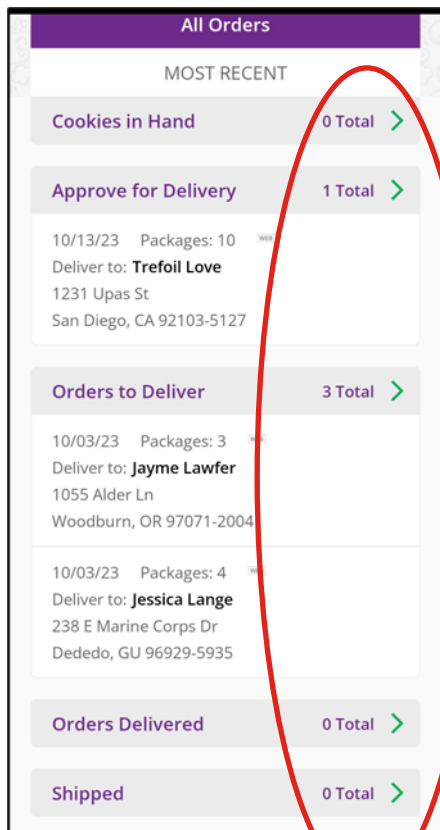 All Orders
MOST RECENT
Cookies in Hand 0 Total
Approve for Delivery 1 Total
10/13/23 Packages: 10 WEB
Deliver to: Trefoil Love
1231 Upas St
San Diego, CA 92103-5127
Orders to Deliver 3 Total
10/03/23 Packages: 3 WEB
Deliver to: Jayme Lawfer
1055 Alder Ln
Woodburn, OR 97071-2004
10/03/23 Packages: 4 WEB
Deliver to: Jessica Lange
238 E Marine Corps Dr
Dededo, GU 96929-5935
Orders Delivered 0 Total
Shipped 0 Total